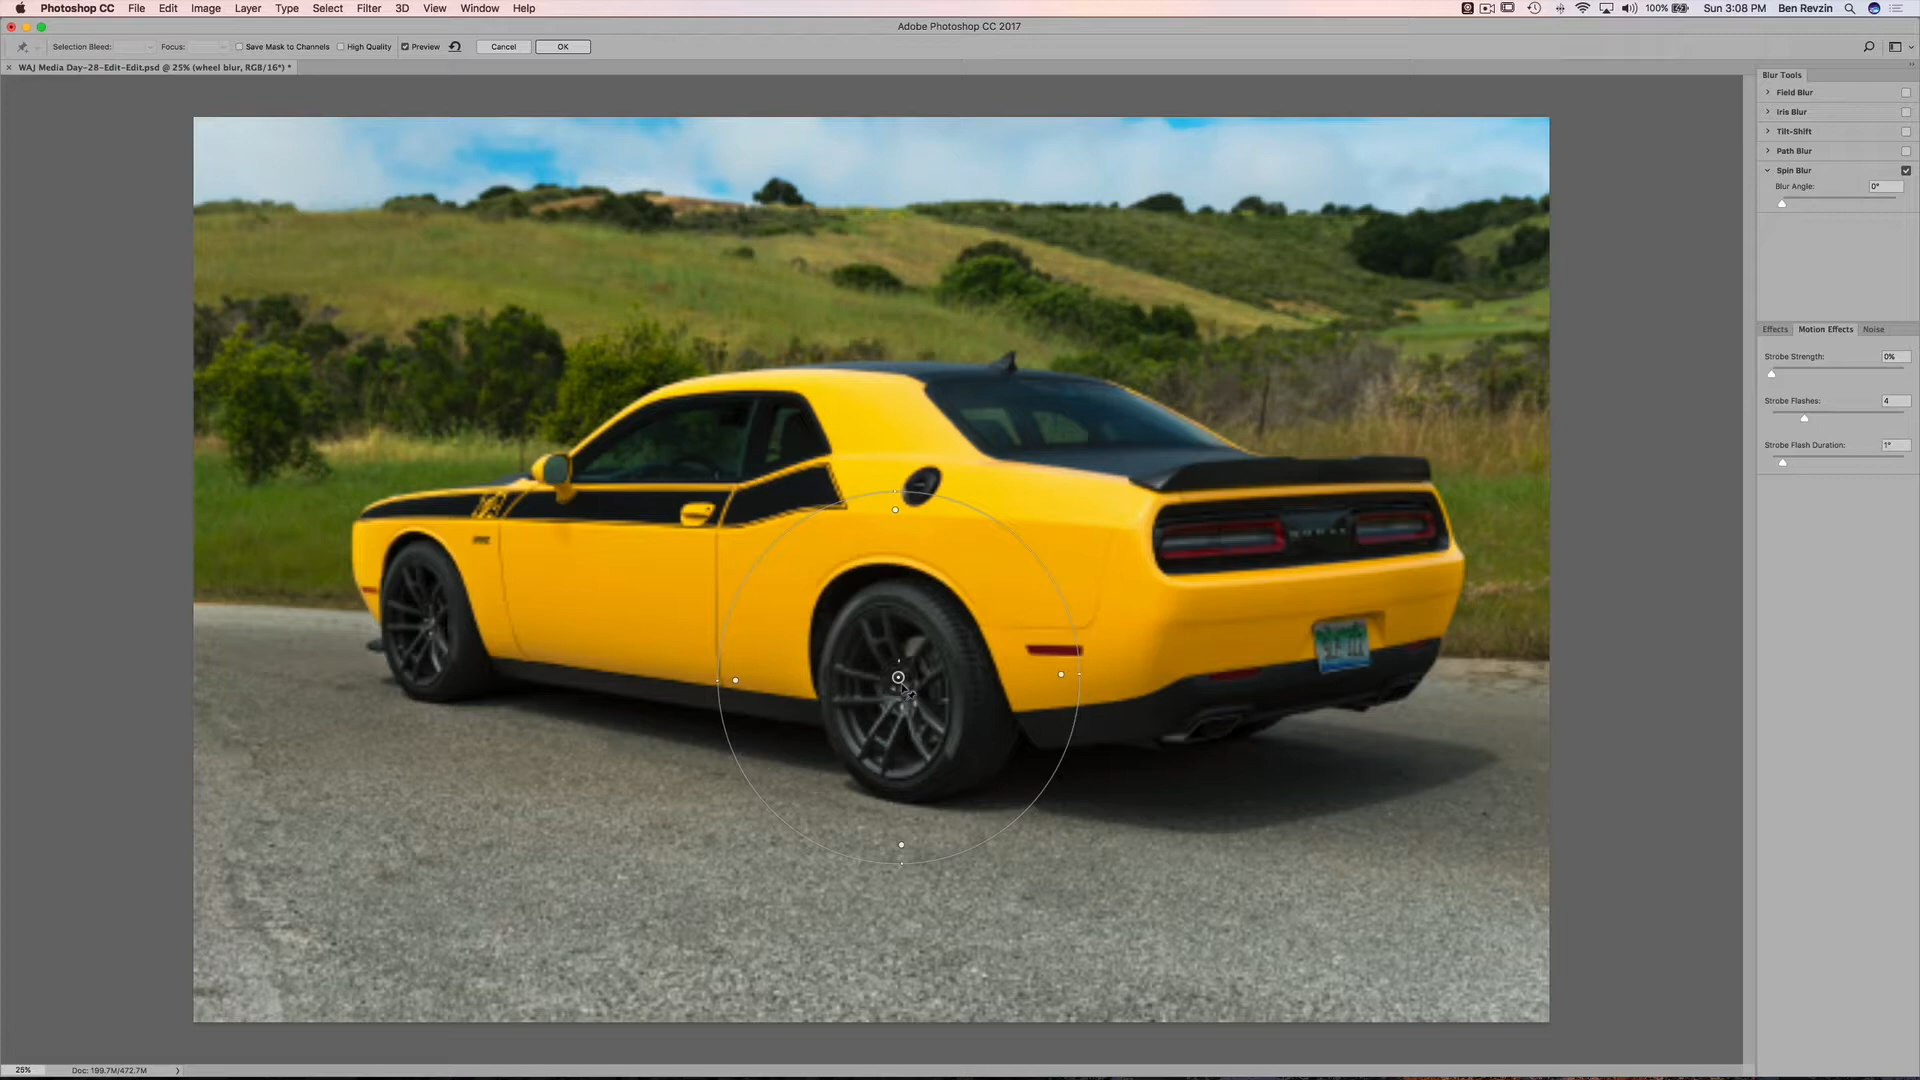 Photoshop CC File Edit Image Layer Type Select Filter 3D View Window Help 100% Sun 3:08 PM Ben Revzin
Adobe Photoshop CC 2017
Selection Bleed: Focus: Save Mask to Channels High Quality Preview Cancel OK
× WAJ Media Day-28-Edit-Edit.psd @ 25% (wheel blur, RGB/16*) *
Blur Tools
Field Blur
Iris Blur
Tilt-Shift
Path Blur
Spin Blur
Blur Angle: 0°
Effects Motion Effects Noise
Strobe Strength: 0%
Strobe Flashes: 4
Strobe Flash Duration: 1°
DODGE
25% Doc: 199.7M/472.7M